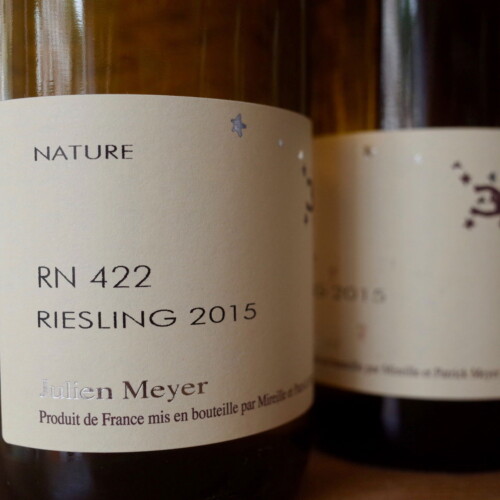 NATURE
RN 422
RIESLING 2015
Julien Meyer
Produit de France mis en bouteille par Mireille et
2015
par Mireille et Patrick Meyer